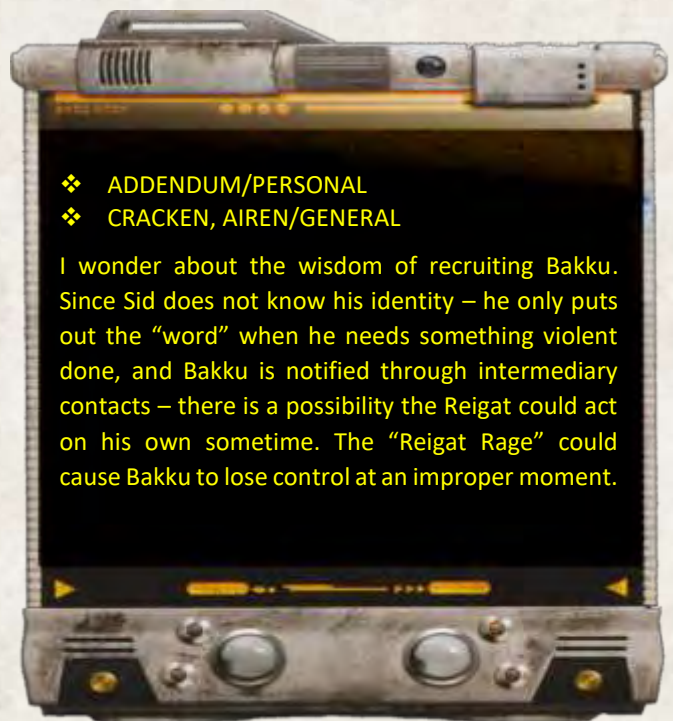 ❖ ADDENDUM/PERSONAL
❖ CRACKEN, AIREN/GENERAL
I wonder about the wisdom of recruiting Bakku.
Since Sid does not know his identity – he only puts
out the “word” when he needs something violent
done, and Bakku is notified through intermediary
contacts – there is a possibility the Reigat could act
on his own sometime. The “Reigat Rage” could
cause Bakku to lose control at an improper moment.